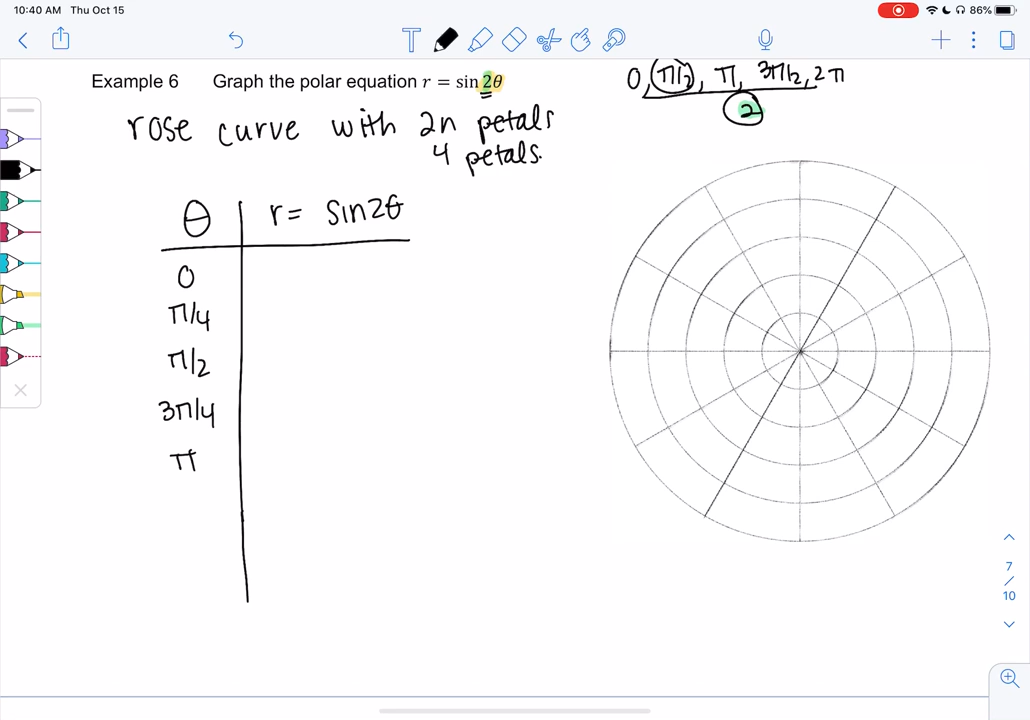 10:40 AM Thu Oct 15
86%
Example 6 Graph the polar equation r = sin 2θ
0, π/2, π, 3π/2, 2π
2
rose curve with 2n petals
4 petals.
θ r = sin2θ
0
π/4
π/2
3π/4
π
7
/
10